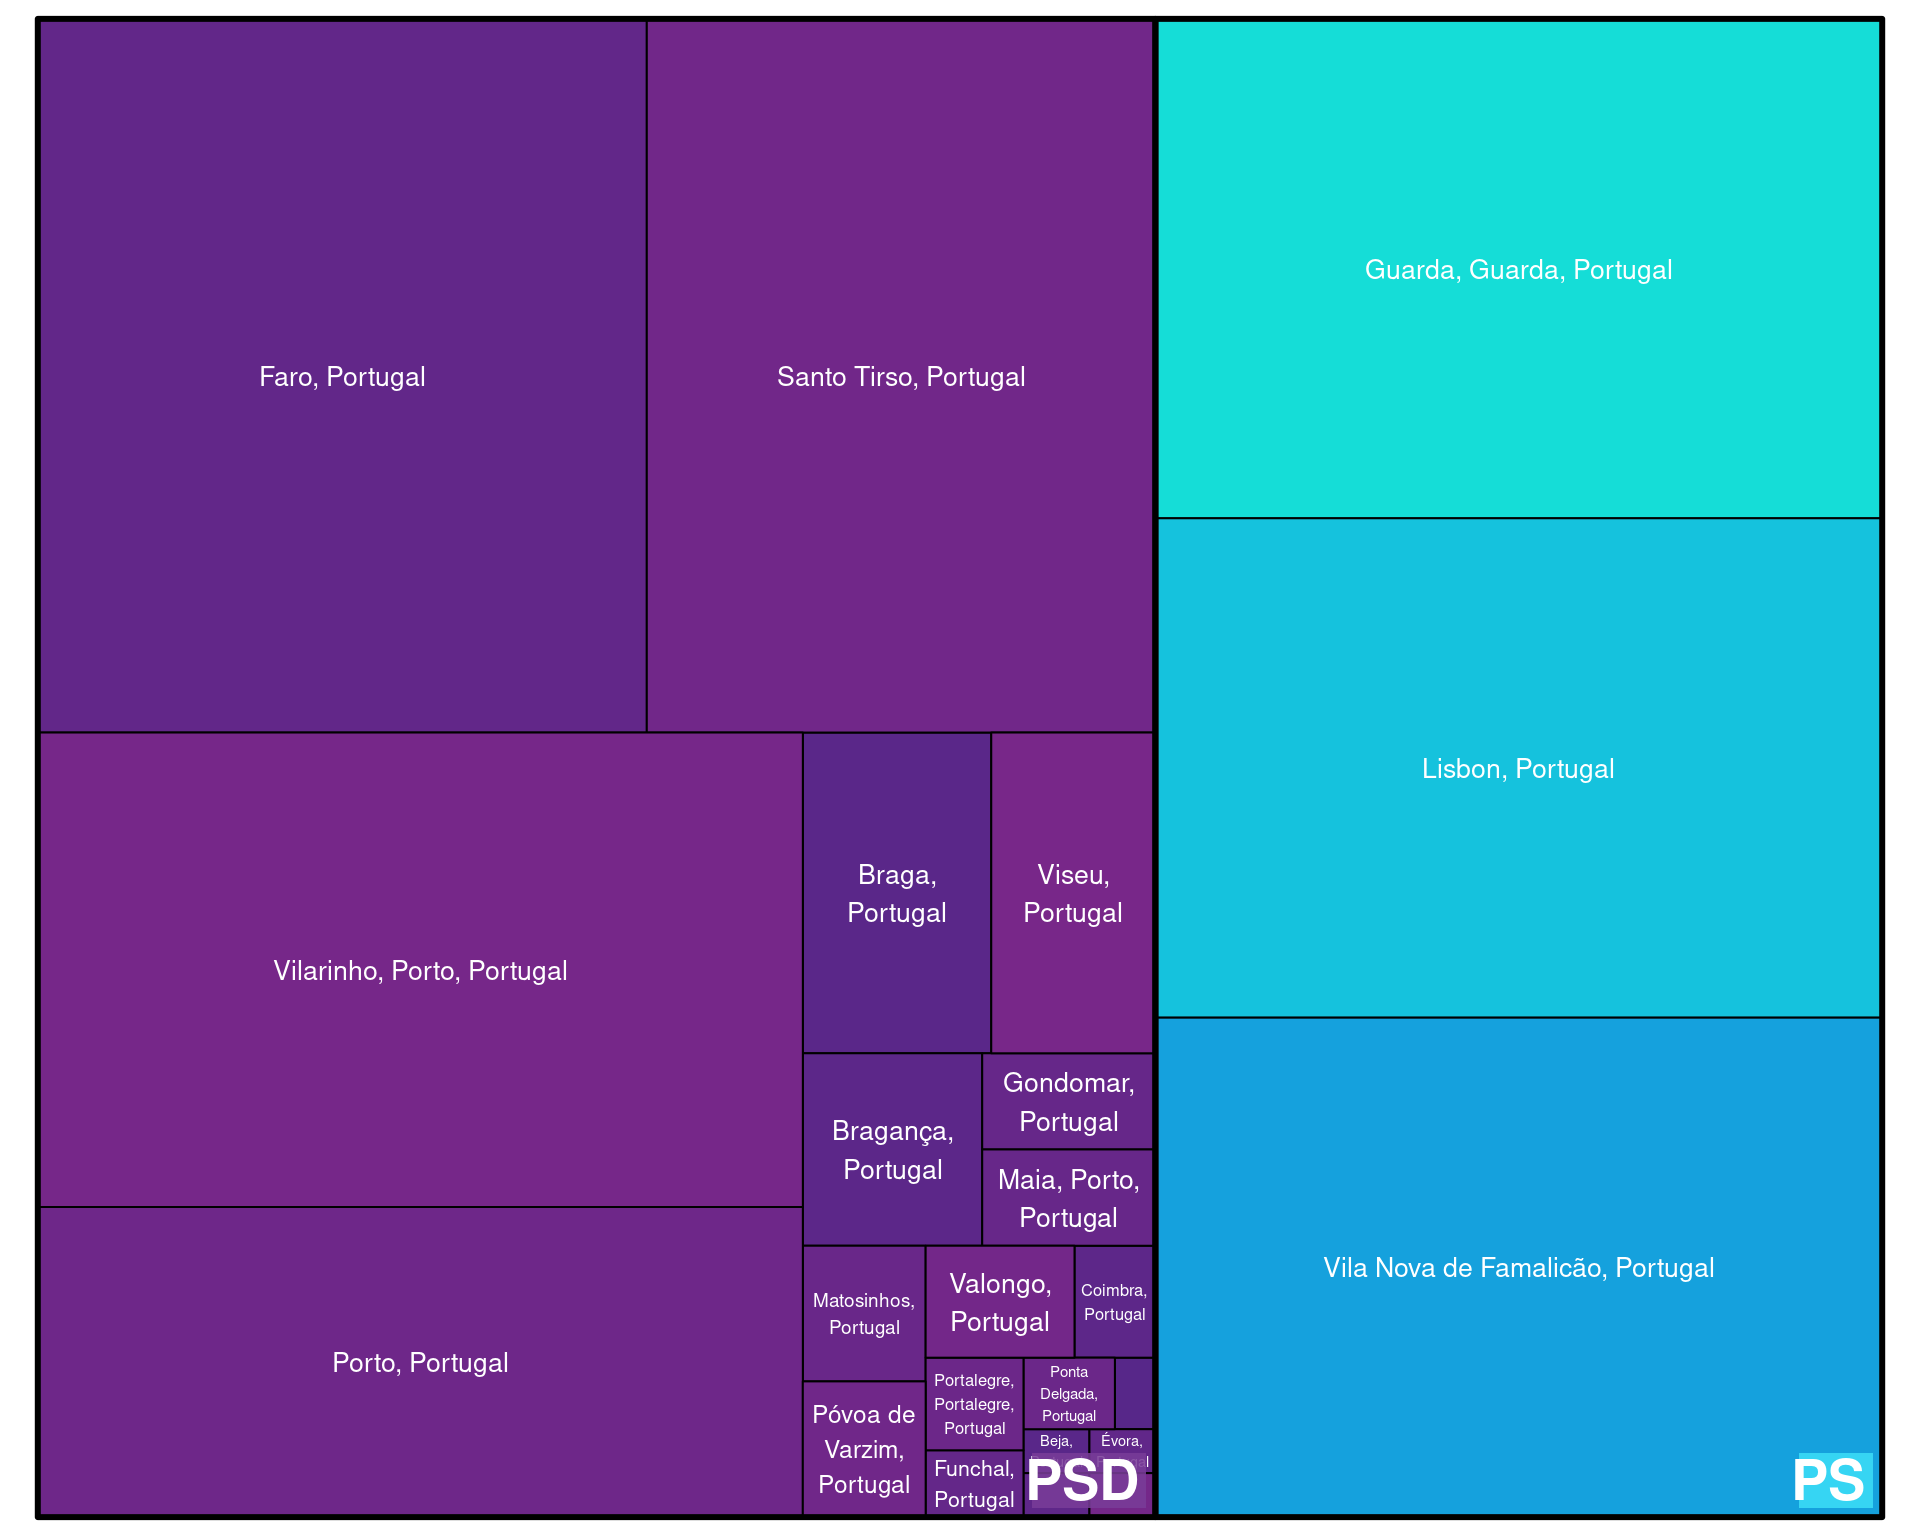 Faro, Portugal
Santo Tirso, Portugal
Guarda, Guarda, Portugal
Lisbon, Portugal
Vilarinho, Porto, Portugal
Braga,
Portugal
Viseu,
Portugal
Gondomar,
Portugal
Bragança,
Portugal
Maia, Porto,
Portugal
Matosinhos,
Portugal
Valongo,
Portugal
Coimbra,
Portugal
Vila Nova de Famalicão, Portugal
Porto, Portugal
Portalegre,
Portalegre,
Portugal
Ponta
Delgada,
Portugal
Póvoa de
Varzim,
Portugal
Beja,
Évora,
Funchal,
Portugal
PSD
PS